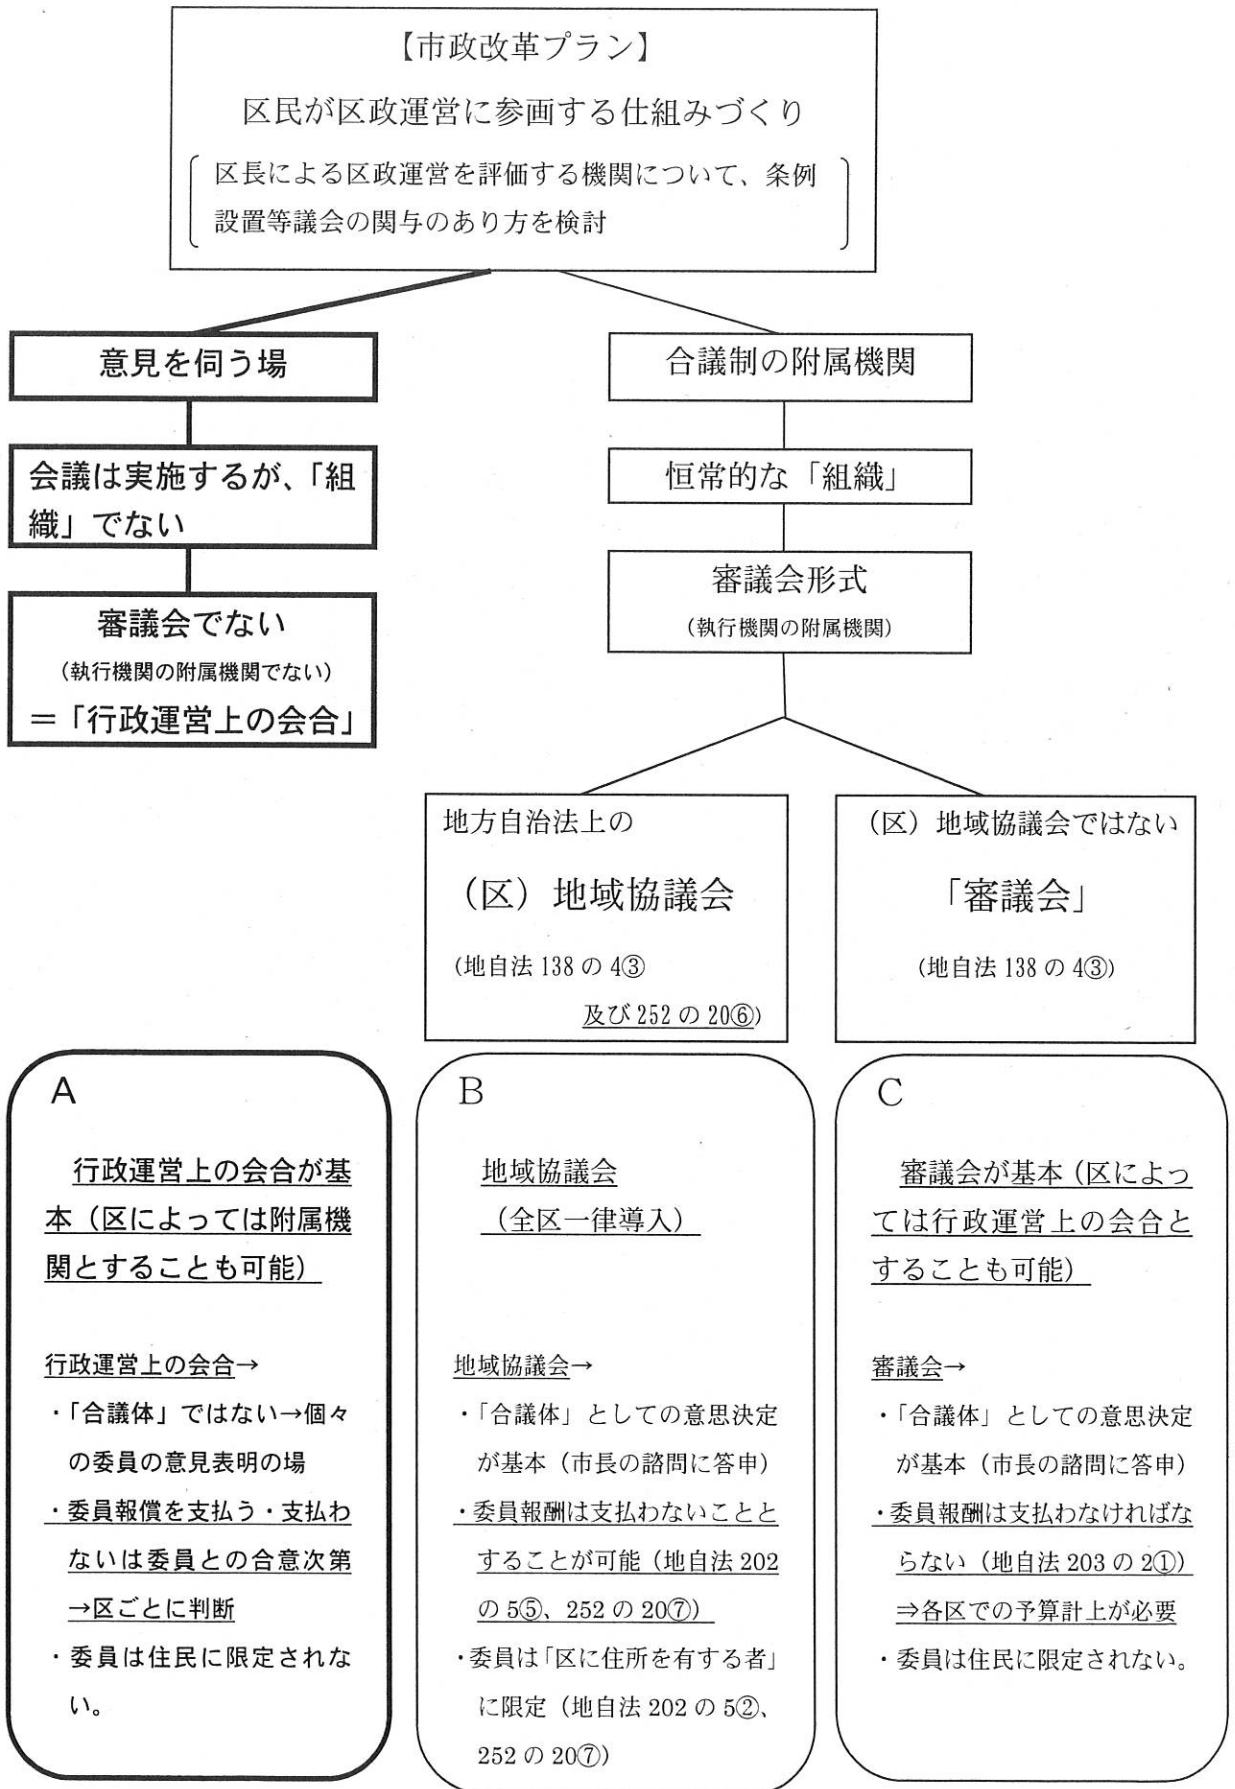 【市政改革プラン】
区民が区政運営に参画する仕組みづくり
区長による区政運営を評価する機関について、条例
設置等議会の関与のあり方を検討
意見を伺う場
会議は実施するが、「組
織」でない
審議会でない
（執行機関の附属機関でない）
＝「行政運営上の会合」
合議制の附属機関
恒常的な「組織」
審議会形式
（執行機関の附属機関）
地方自治法上の
（区）地域協議会
（地自法 138 の 4③
及び 252 の 20⑥）
（区）地域協議会ではない
「審議会」
（地自法 138 の 4③）
A
行政運営上の会合が基
本（区によっては附属機
関とすることも可能）
行政運営上の会合→
・「合議体」ではない→個々
の委員の意見表明の場
・委員報償を支払う・支払わ
ないは委員との合意次第
→区ごとに判断
・委員は住民に限定されな
い。
B
地域協議会
（全区一律導入）
地域協議会→
・「合議体」としての意思決定
が基本（市長の諮問に答申）
・委員報酬は支払わないことと
することが可能（地自法 202
の 5⑤、252 の 20⑦）
・委員は「区に住所を有する者」
に限定（地自法 202 の 5②、
252 の 20⑦）
C
審議会が基本（区によっ
ては行政運営上の会合と
することも可能）
審議会→
・「合議体」としての意思決定
が基本（市長の諮問に答申）
・委員報酬は支払わなければな
らない（地自法 203 の 2①）
⇒各区での予算計上が必要
・委員は住民に限定されない。